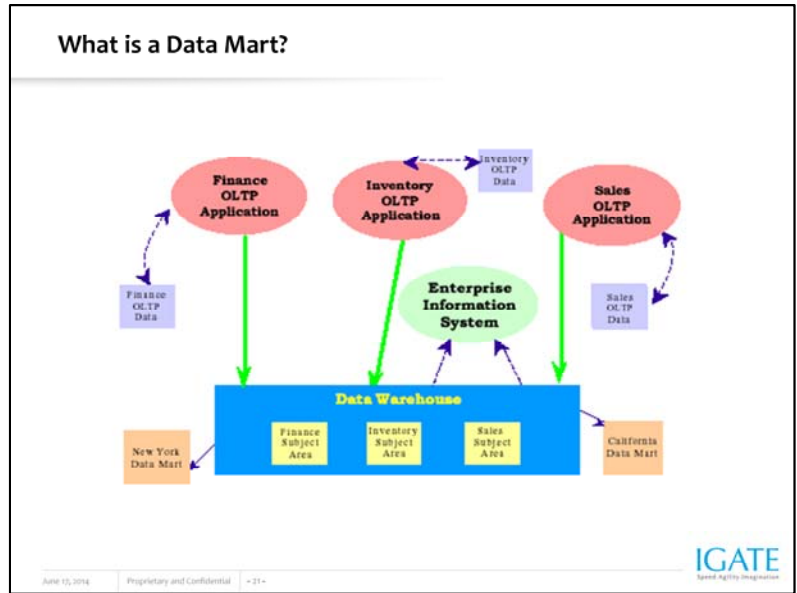 What is a Data Mart?
Finance
OLTP
Application
Inventory
OLTP
Application
Inventory
OLTP
Data
Sales
OLTP
Application
Finance
OLTP
Data
Enterprise
Information
System
Sales
OLTP
Data
Data Warehouse
Finance
Subject
Area
Inventory
Subject
Area
Sales
Subject
Area
New York
Data Mart
California
Data Mart
June 17, 2014
Proprietary and Confidential
- 21 -
IGATE
Speed Agility Imagination